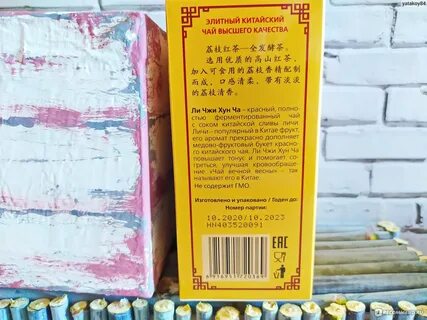 yatakoy84
ЭЛИТНЫЙ КИТАЙСКИЙ
ЧАЙ ВЫСШЕГО КАЧЕСТВА
荔枝红茶—全发酵茶。
选用优质的高山红茶,
加入可食用的荔枝香精配制
而成, 口感清柔, 带有淡淡
的荔枝清香。
Ли Чжи Хун Ча – красный, полно-
стью ферментированный чай
с соком китайской сливы личи.
Личи – популярный в Китае фрукт,
его аромат прекрасно дополняет
медово-фруктовый букет красно-
го китайского чая. Ли Чжи Хун Ча
повышает тонус и помогает со-
греться, улучшая кровообраще-
ние. «Чай вечной весны» – так
называют его в Китае.
Не содержит ГМО.
Изготовлено и упаковано / Годен до:
Номер партии:
10.2020/10.2023
HN403520091
EAC